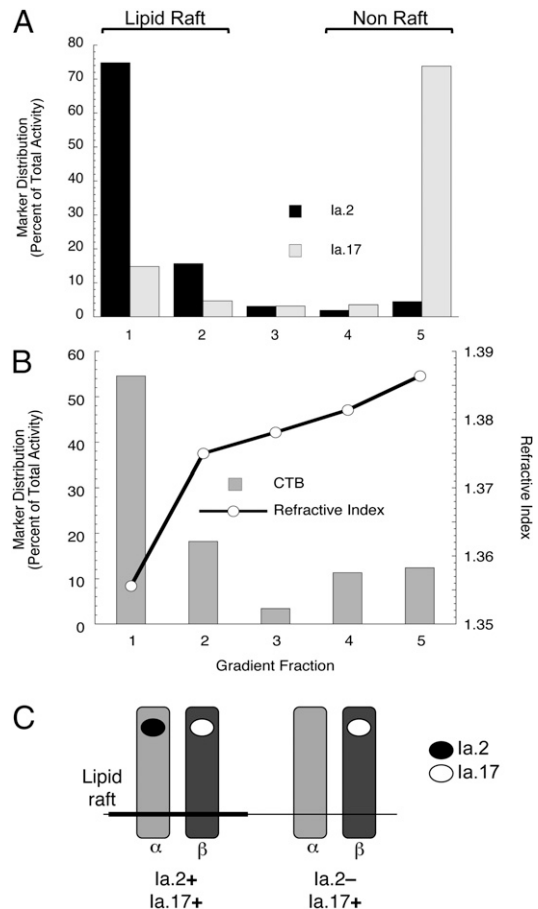 A
Lipid Raft
Non Raft
Marker Distribution
(Percent of Total Activity)
80
70
60
50
40
30
20
10
0
Ia.2
Ia.17
1 2 3 4 5
B
Marker Distribution
(Percent of Total Activity)
60
50
40
30
20
10
0
CTB
Refractive Index
1.39
1.38
1.37
1.36
1.35
Refractive Index
1 2 3 4 5
Gradient Fraction
C
Ia.2
Ia.17
Lipid
raft
α β α β
Ia.2+ Ia.2–
Ia.17+ Ia.17+